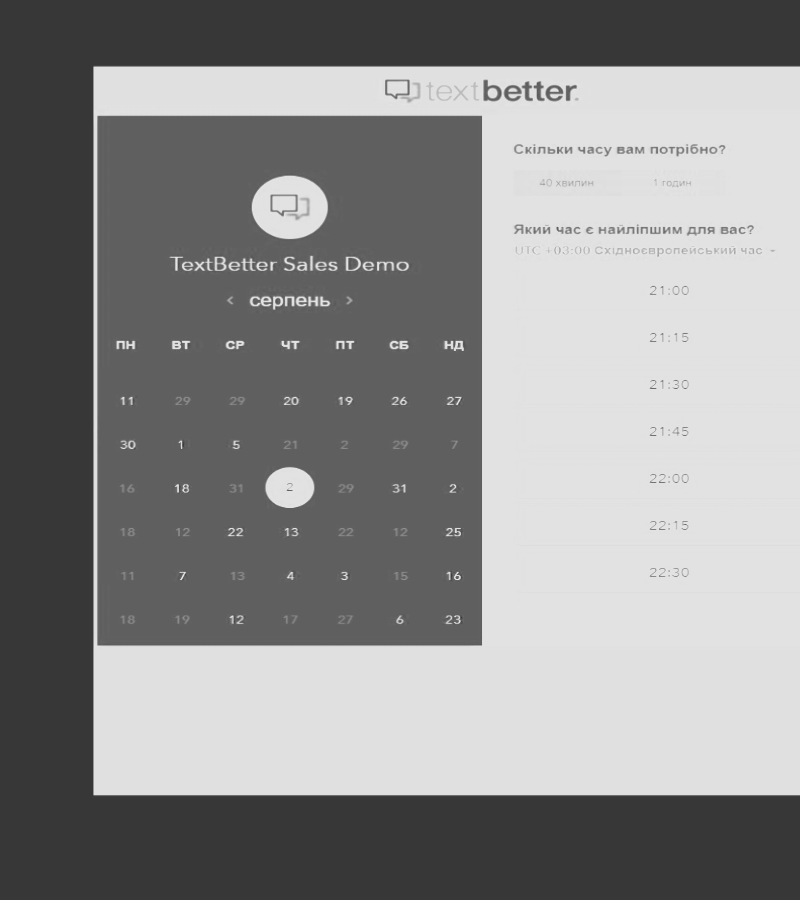 textbetter.
TextBetter Sales Demo
< серпень >
ПН ВТ СР ЧТ ПТ СБ НД
11 29 29 20 19 26 27
30 1 5 21 2 29 7
16 18 31 2 29 31 2
18 12 22 13 22 12 25
11 7 13 4 3 15 16
18 19 12 17 27 6 23
Скільки часу вам потрібно?
40 хвилин 1 годин
Який час є найліпшим для вас?
UTC +03:00 Східноєвропейський час
21:00
21:15
21:30
21:45
22:00
22:15
22:30